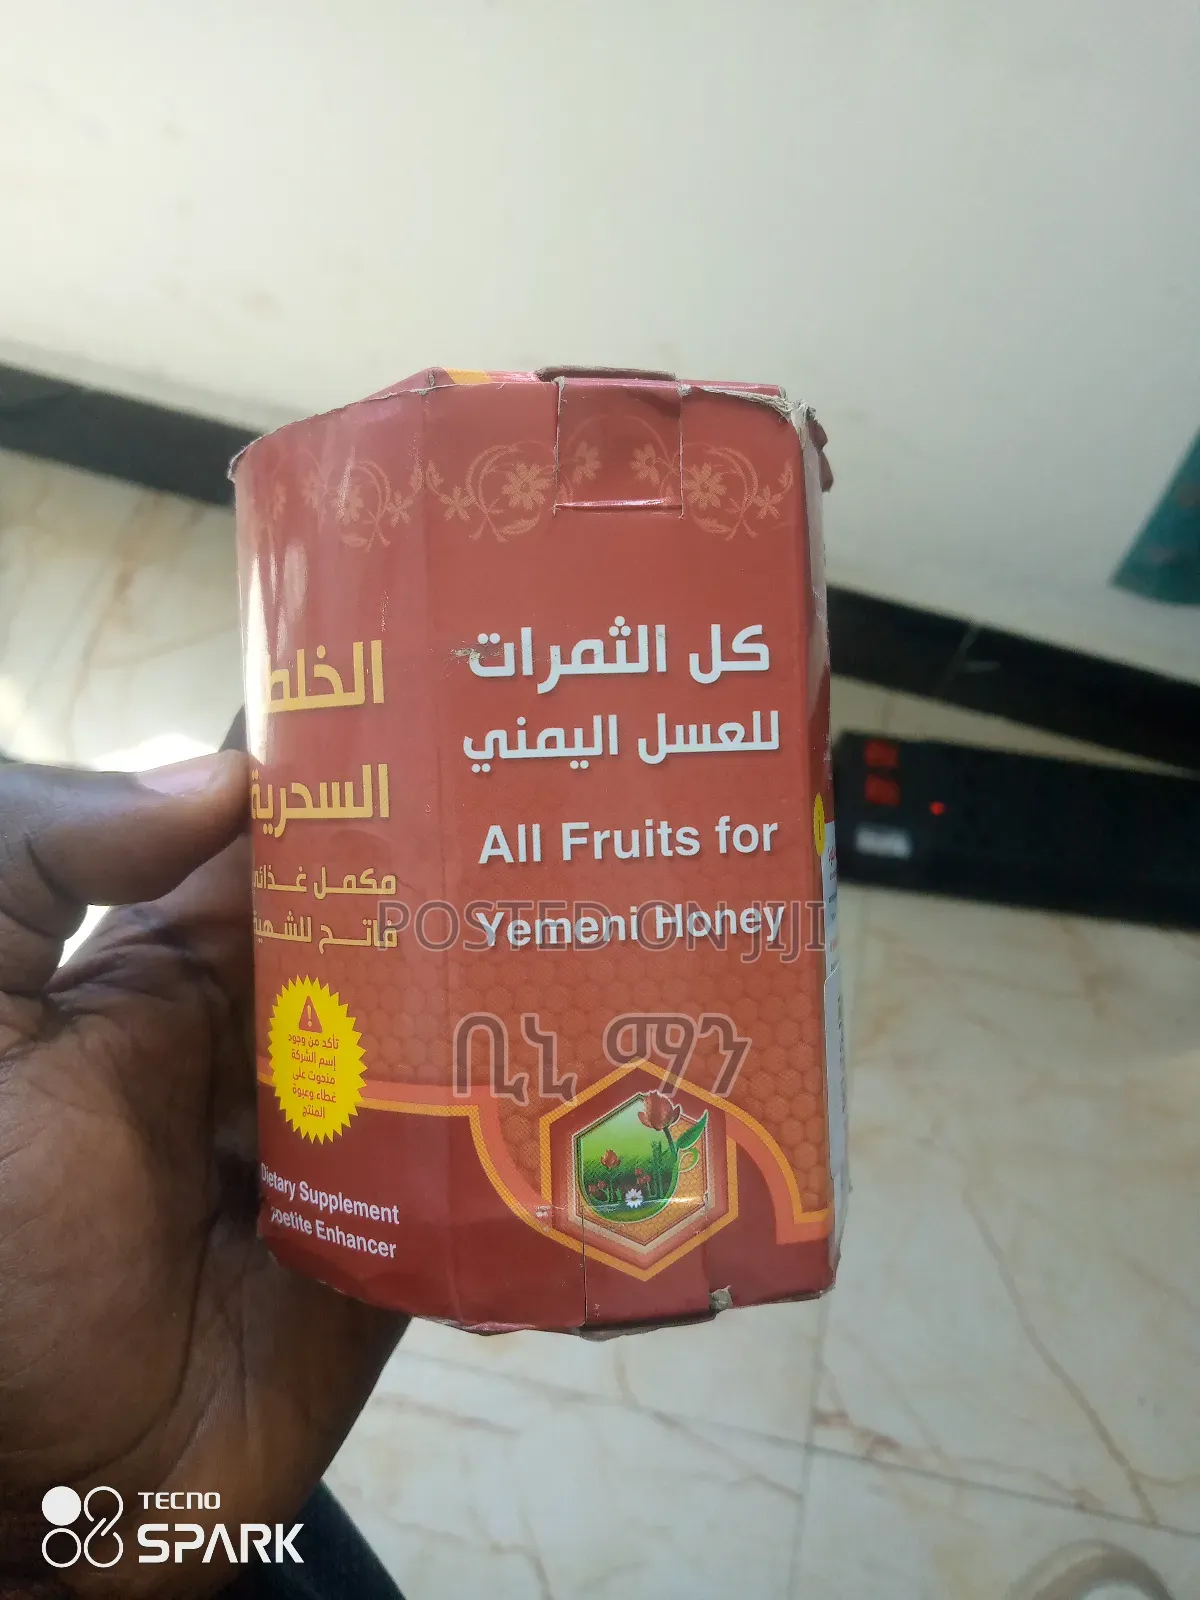 كل الثمرات
للعسل اليمني
All Fruits for
Yemeni Honey
السحرية
مكمل غذائي
فاتح للشهية
تأكد من وجود
إسم الشركة
منحوت على
غطاء وعبوة
المنتج
Dietary Supplement
Enhancer
POSTED ON JIJI
ቢኒ ማን
TECNO
SPARK